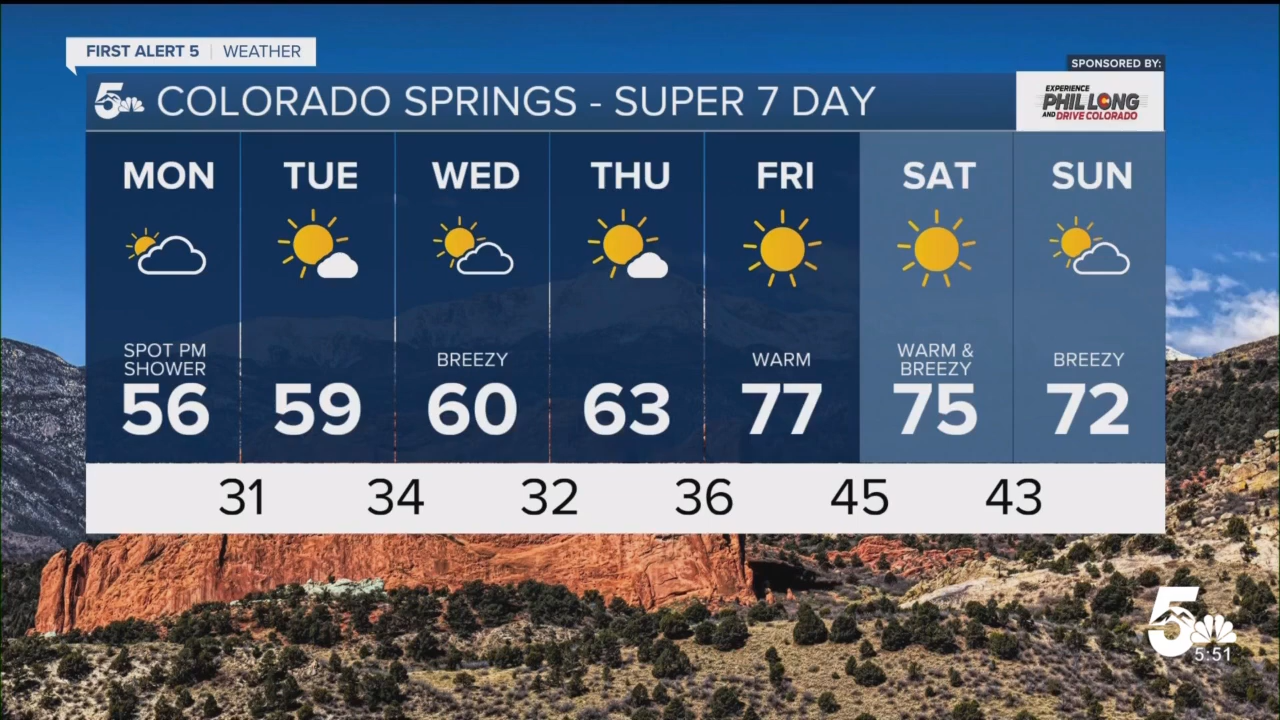 FIRST ALERT 5 | WEATHER
SPONSORED BY:
5 COLORADO SPRINGS - SUPER 7 DAY
EXPERIENCE
PHIL LONG
AND DRIVE COLORADO
MON TUE WED THU FRI SAT SUN
SPOT PM SHOWER BREEZY WARM WARM & BREEZY BREEZY
56 59 60 63 77 75 72
31 34 32 36 45 43
5
5:51